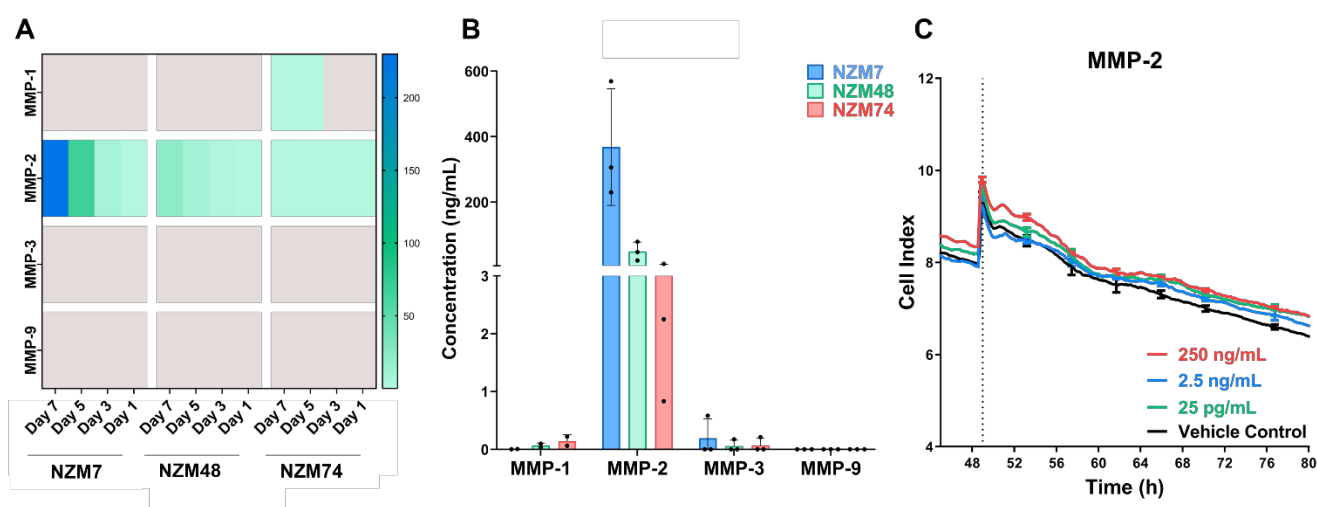 A
MMP-1
MMP-2
MMP-3
MMP-9
200
150
100
50
Day 7
Day 5
Day 3
Day 1
Day 7
Day 5
Day 3
Day 1
Day 7
Day 5
Day 3
Day 1
NZM7
NZM48
NZM74
B
Concentration (ng/mL)
600
400
200
3
2
1
0
NZM7
NZM48
NZM74
MMP-1
MMP-2
MMP-3
MMP-9
C
MMP-2
Cell Index
12
10
8
6
4
250 ng/mL
2.5 ng/mL
25 pg/mL
Vehicle Control
48 52 56 60 64 68 72 76 80
Time (h)